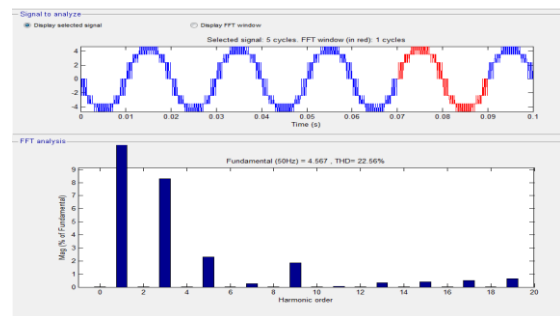 Signal to analyze
Display selected signal Display FFT window
Selected signal: 5 cycles. FFT window (in red): 1 cycles
4
2
0
-2
-4
0 0.01 0.02 0.03 0.04 0.05 0.06 0.07 0.08 0.09 0.1
Time (s)
FFT analysis
Fundamental (50Hz) = 4.567 , THD= 22.56%
9
8
7
6
5
4
3
2
1
0
Mag (% of Fundamental)
0 2 4 6 8 10 12 14 16 18 20
Harmonic order